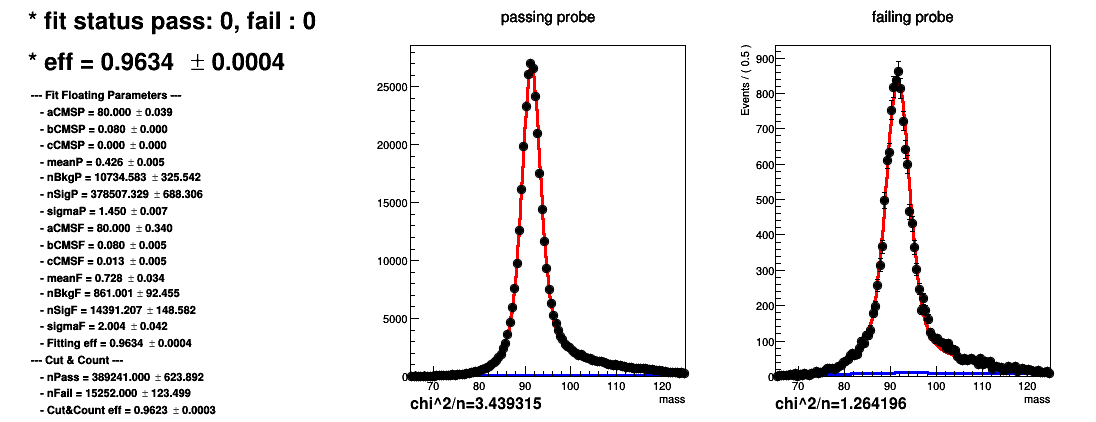 * fit status pass: 0, fail : 0
* eff = 0.9634 ± 0.0004
--- Fit Floating Parameters ---
- aCMSP = 80.000 ± 0.039
- bCMSP = 0.080 ± 0.000
- cCMSP = 0.000 ± 0.000
- meanP = 0.426 ± 0.005
- nBkgP = 10734.583 ± 325.542
- nSigP = 378507.329 ± 688.306
- sigmaP = 1.450 ± 0.007
- aCMSF = 80.000 ± 0.340
- bCMSF = 0.080 ± 0.005
- cCMSF = 0.013 ± 0.005
- meanF = 0.728 ± 0.034
- nBkgF = 861.001 ± 92.455
- nSigF = 14391.207 ± 148.582
- sigmaF = 2.004 ± 0.042
- Fitting eff = 0.9634 ± 0.0004
--- Cut & Count ---
- nPass = 389241.000 ± 623.892
- nFail = 15252.000 ± 123.499
- Cut&Count eff = 0.9623 ± 0.0003
passing probe
25000
20000
15000
10000
5000
0
70 80 90 100 110 120
mass
chi^2/n=3.439315
failing probe
Events / ( 0.5 )
900
800
700
600
500
400
300
200
100
0
70 80 90 100 110 120
mass
chi^2/n=1.264196